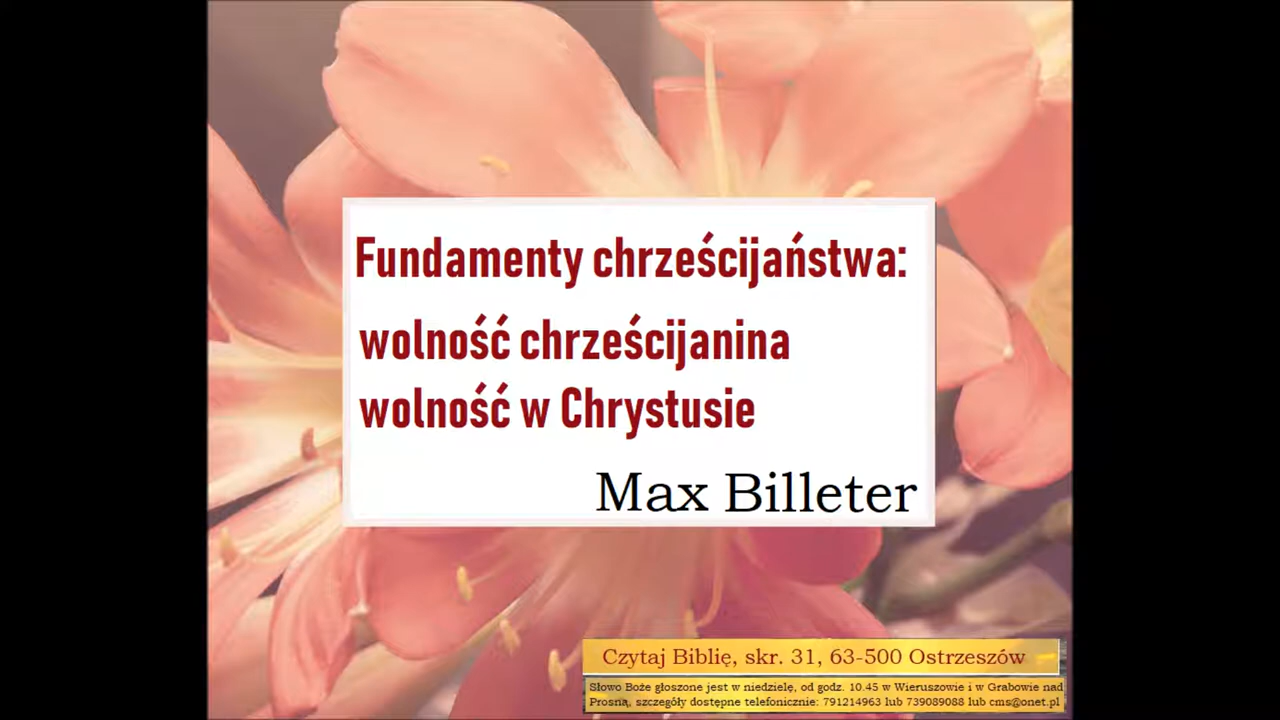 Fundamenty chrześcijaństwa:
wolność chrześcijanina
wolność w Chrystusie
Max Billeter
Czytaj Biblię, skr. 31, 63-500 Ostrzeszów
Słowo Boże głoszone jest w niedzielę, od godz. 10.45 w Wieruszowie i w Grabowie nad
Prosną, szczegóły dostępne telefonicznie: 791214963 lub 739089088 lub cms@onet.pl